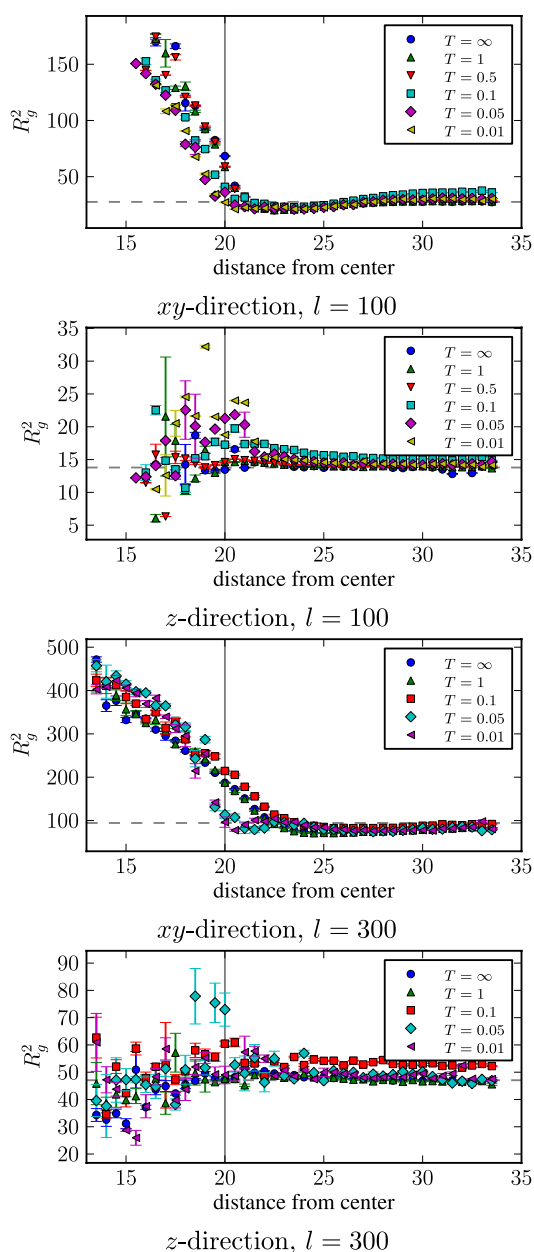 T = ∞
T = 1
T = 0.5
T = 0.1
T = 0.05
T = 0.01
150
100
50
R_g^2
15 20 25 30 35
distance from center
xy-direction, l = 100
35
30
25
20
15
10
5
R_g^2
T = ∞
T = 1
T = 0.5
T = 0.1
T = 0.05
T = 0.01
15 20 25 30 35
distance from center
z-direction, l = 100
500
400
300
200
100
R_g^2
T = ∞
T = 1
T = 0.1
T = 0.05
T = 0.01
15 20 25 30 35
distance from center
xy-direction, l = 300
90
80
70
60
50
40
30
20
R_g^2
T = ∞
T = 1
T = 0.1
T = 0.05
T = 0.01
15 20 25 30 35
distance from center
z-direction, l = 300